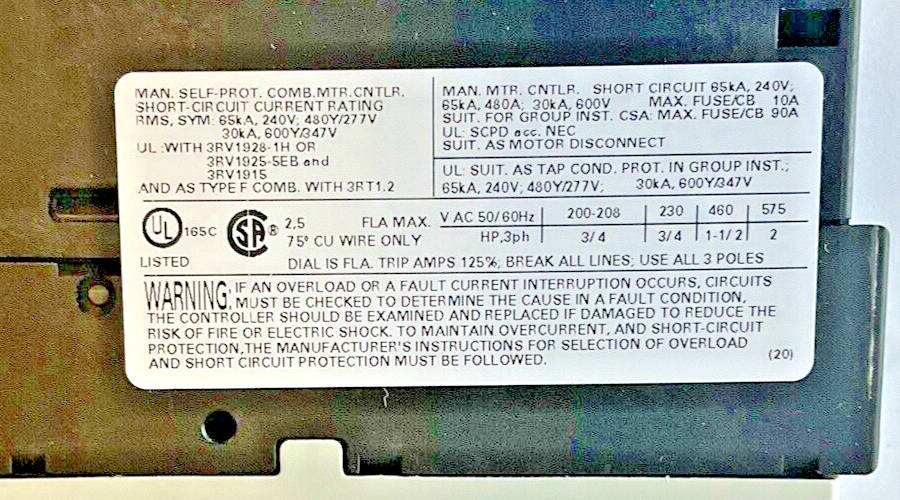 MAN. SELF-PROT. COMB.MTR.CNTLR.
SHORT-CIRCUIT CURRENT RATING
RMS, SYM: 65kA, 240V; 480Y/277V
30kA, 600Y/347V
UL :WITH 3RV1928-1H OR
3RV1925-5EB and
3RV1915
AND AS TYPE F COMB. WITH 3RT1.2
MAN. MTR. CNTLR. SHORT CIRCUIT 65kA, 240V;
65kA, 480A; 30kA, 600V MAX. FUSE/CB 10A
SUIT. FOR GROUP INST. CSA: MAX. FUSE/CB 90A
UL: SCPD acc. NEC
SUIT. AS MOTOR DISCONNECT
UL: SUIT. AS TAP COND. PROT. IN GROUP INST.;
65kA, 240V; 480Y/277V; 30kA, 600Y/347V
UL 165C SA ® 2,5 FLA MAX. V AC 50/60Hz 200-208 230 460 575
75° CU WIRE ONLY HP,3ph 3/4 3/4 1-1/2 2
LISTED DIAL IS FLA. TRIP AMPS 125%; BREAK ALL LINES; USE ALL 3 POLES
WARNING: IF AN OVERLOAD OR A FAULT CURRENT INTERRUPTION OCCURS, CIRCUITS
MUST BE CHECKED TO DETERMINE THE CAUSE IN A FAULT CONDITION,
THE CONTROLLER SHOULD BE EXAMINED AND REPLACED IF DAMAGED TO REDUCE THE
RISK OF FIRE OR ELECTRIC SHOCK. TO MAINTAIN OVERCURRENT, AND SHORT-CIRCUIT
PROTECTION,THE MANUFACTURER'S INSTRUCTIONS FOR SELECTION OF OVERLOAD
AND SHORT CIRCUIT PROTECTION MUST BE FOLLOWED. (20)